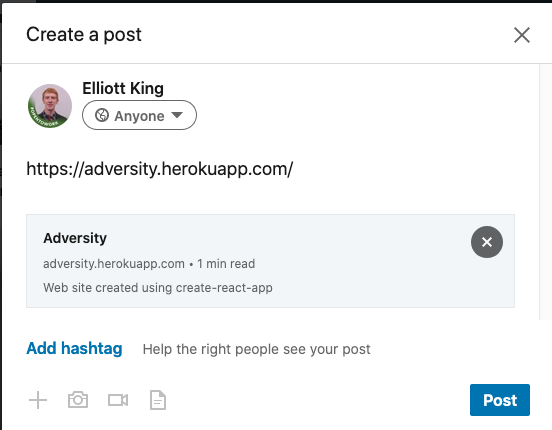 Create a post
Elliott King
Anyone
https://adversity.herokuapp.com/
Adversity
adversity.herokuapp.com • 1 min read
Web site created using create-react-app
Add hashtag Help the right people see your post
Post